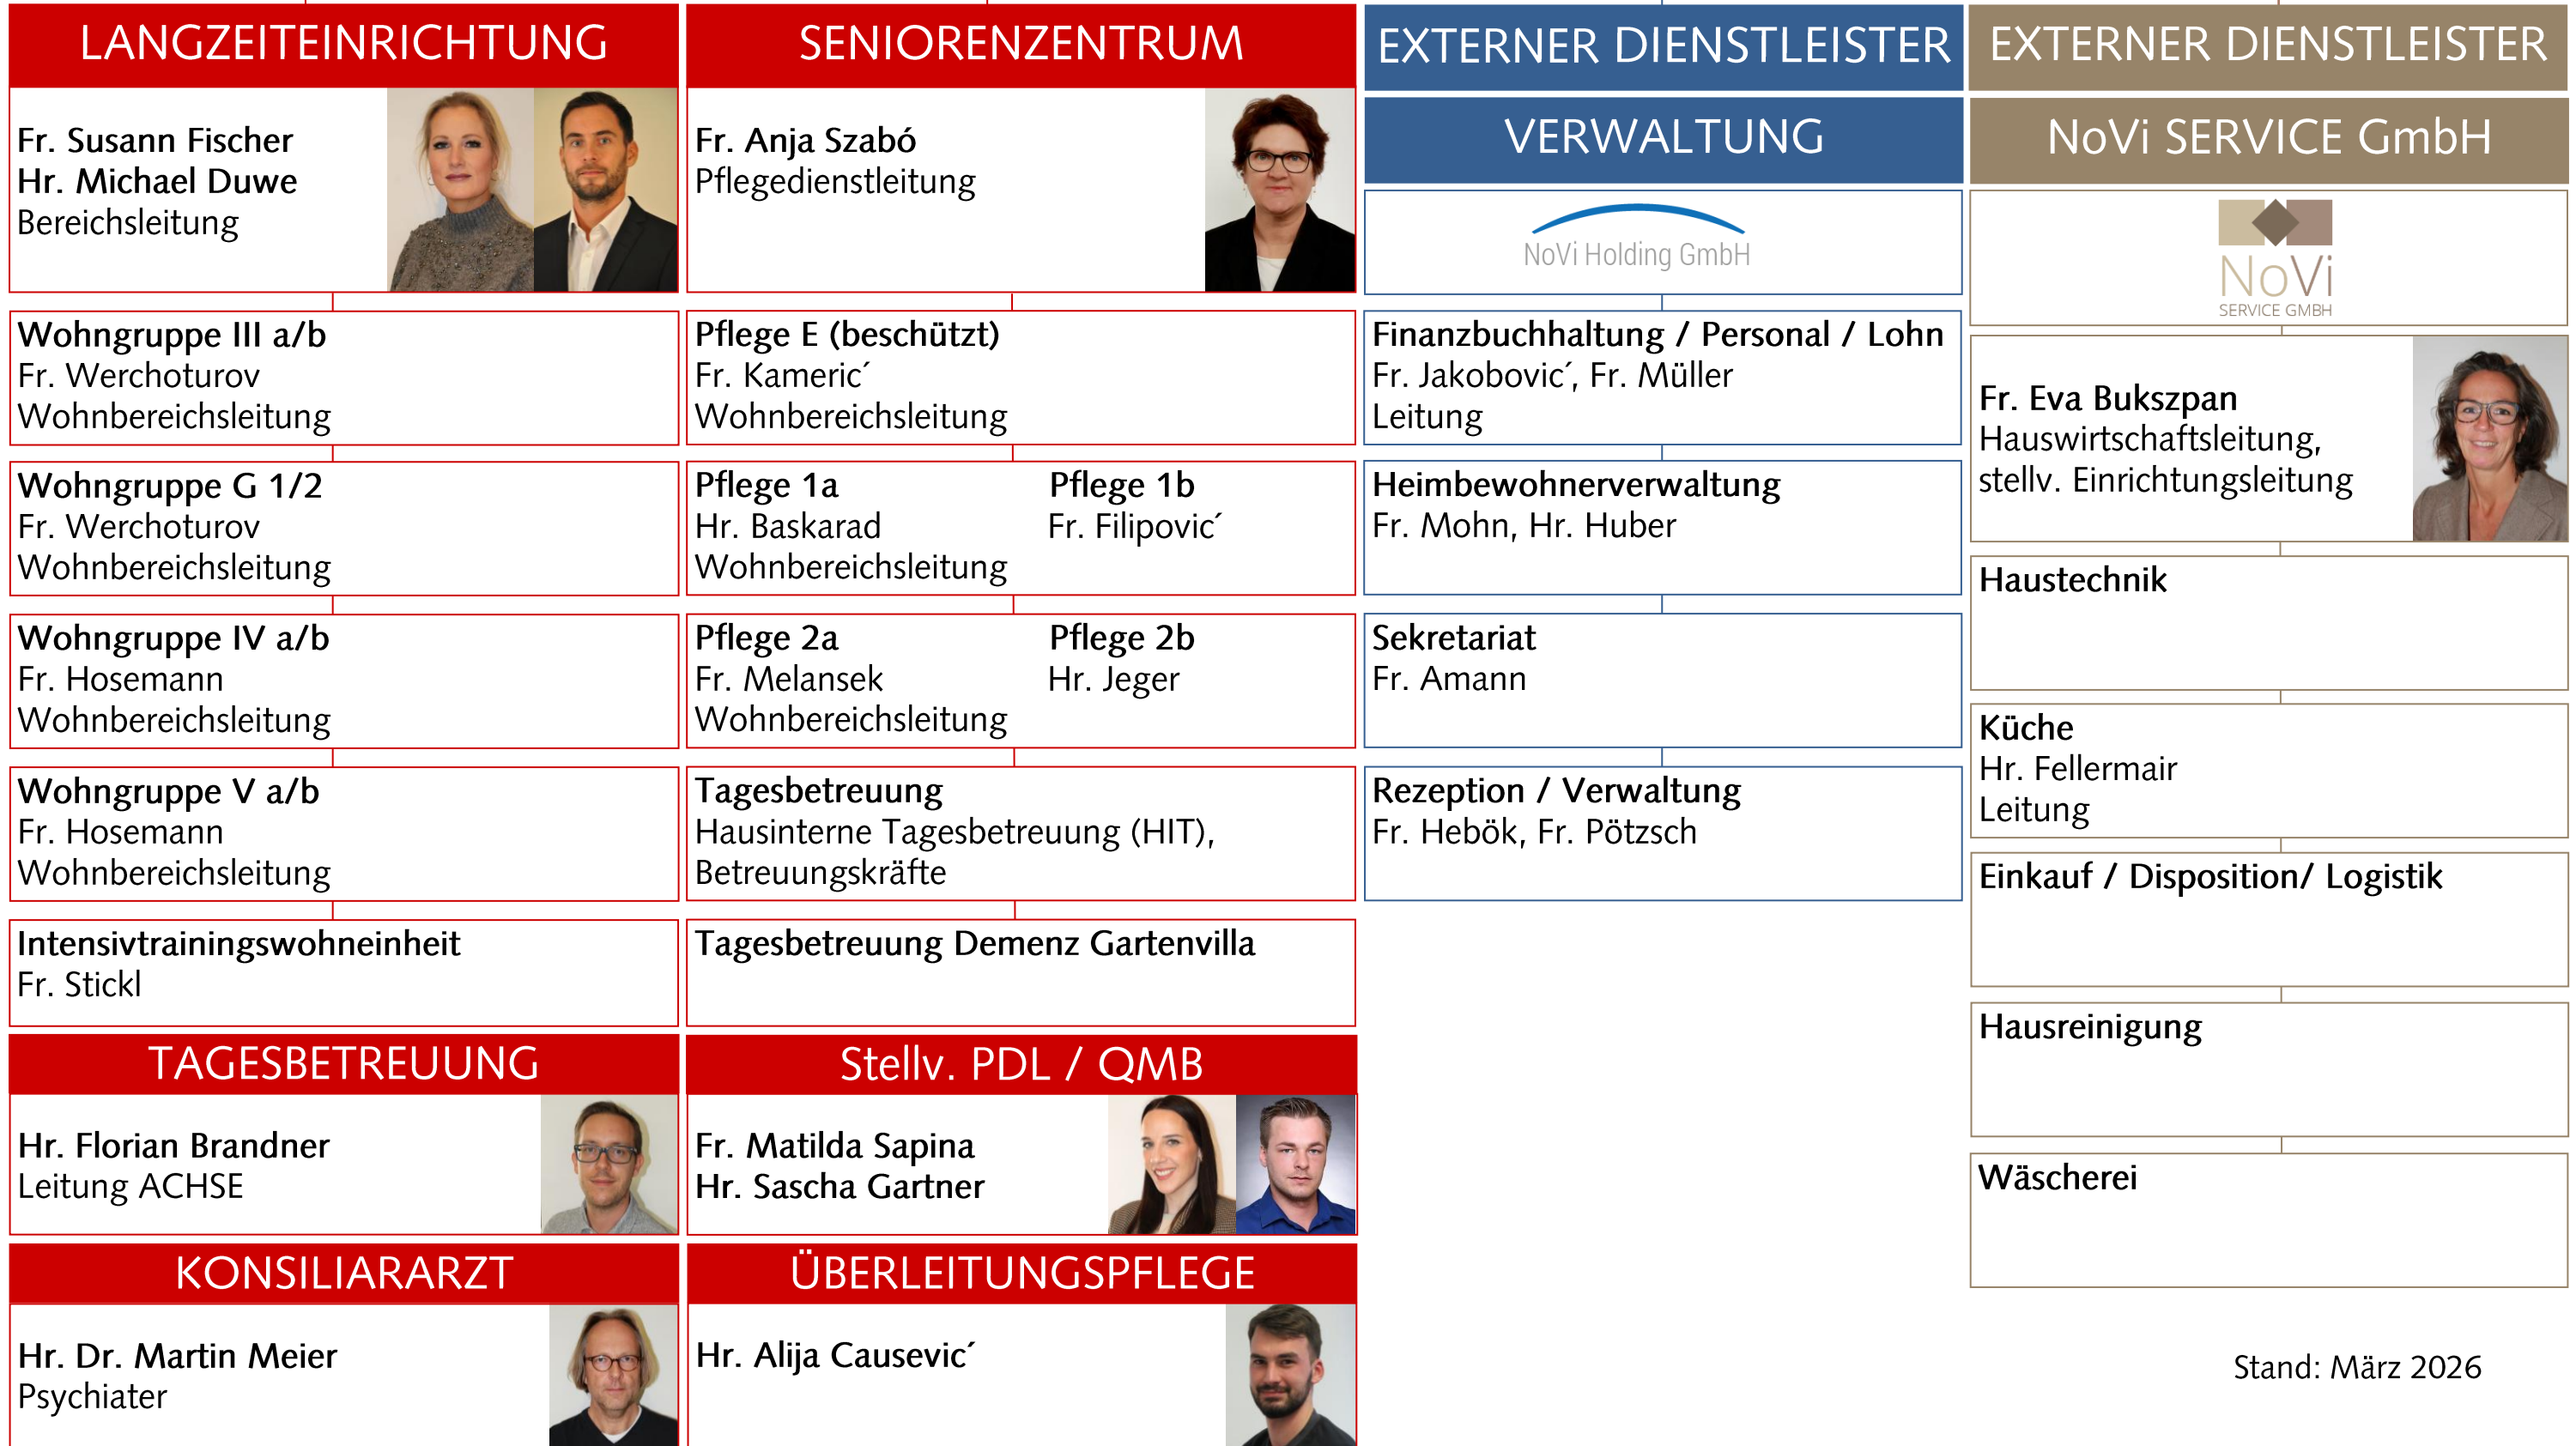 LANGZEITEINRICHTUNG
Fr. Susann Fischer
Hr. Michael Duwe
Bereichsleitung
Wohngruppe III a/b
Fr. Werchoturov
Wohnbereichsleitung
Wohngruppe G 1/2
Fr. Werchoturov
Wohnbereichsleitung
Wohngruppe IV a/b
Fr. Hosemann
Wohnbereichsleitung
Wohngruppe V a/b
Fr. Hosemann
Wohnbereichsleitung
Intensivtrainingswohneinheit
Fr. Stickl
TAGESBETREUUNG
Hr. Florian Brandner
Leitung ACHSE
KONSILIARARZT
Hr. Dr. Martin Meier
Psychiater
SENIORENZENTRUM
Fr. Anja Szabó
Pflegedienstleitung
Pflege E (beschützt)
Fr. Kameric´
Wohnbereichsleitung
Pflege 1a Pflege 1b
Hr. Baskarad Fr. Filipovic´
Wohnbereichsleitung
Pflege 2a Pflege 2b
Fr. Melansek Hr. Jeger
Wohnbereichsleitung
Tagesbetreuung
Hausinterne Tagesbetreuung (HIT),
Betreuungskräfte
Tagesbetreuung Demenz Gartenvilla
Stellv. PDL / QMB
Fr. Matilda Sapina
Hr. Sascha Gartner
ÜBERLEITUNGSPFLEGE
Hr. Alija Causevic´
EXTERNER DIENSTLEISTER
VERWALTUNG
NoVi Holding GmbH
Finanzbuchhaltung / Personal / Lohn
Fr. Jakobovic´, Fr. Müller
Leitung
Heimbewohnerverwaltung
Fr. Mohn, Hr. Huber
Sekretariat
Fr. Amann
Rezeption / Verwaltung
Fr. Hebök, Fr. Pötzsch
EXTERNER DIENSTLEISTER
NoVi SERVICE GmbH
NoVi
SERVICE GMBH
Fr. Eva Bukszpan
Hauswirtschaftsleitung,
stellv. Einrichtungsleitung
Haustechnik
Küche
Hr. Fellermair
Leitung
Einkauf / Disposition/ Logistik
Hausreinigung
Wäscherei
Stand: März 2026